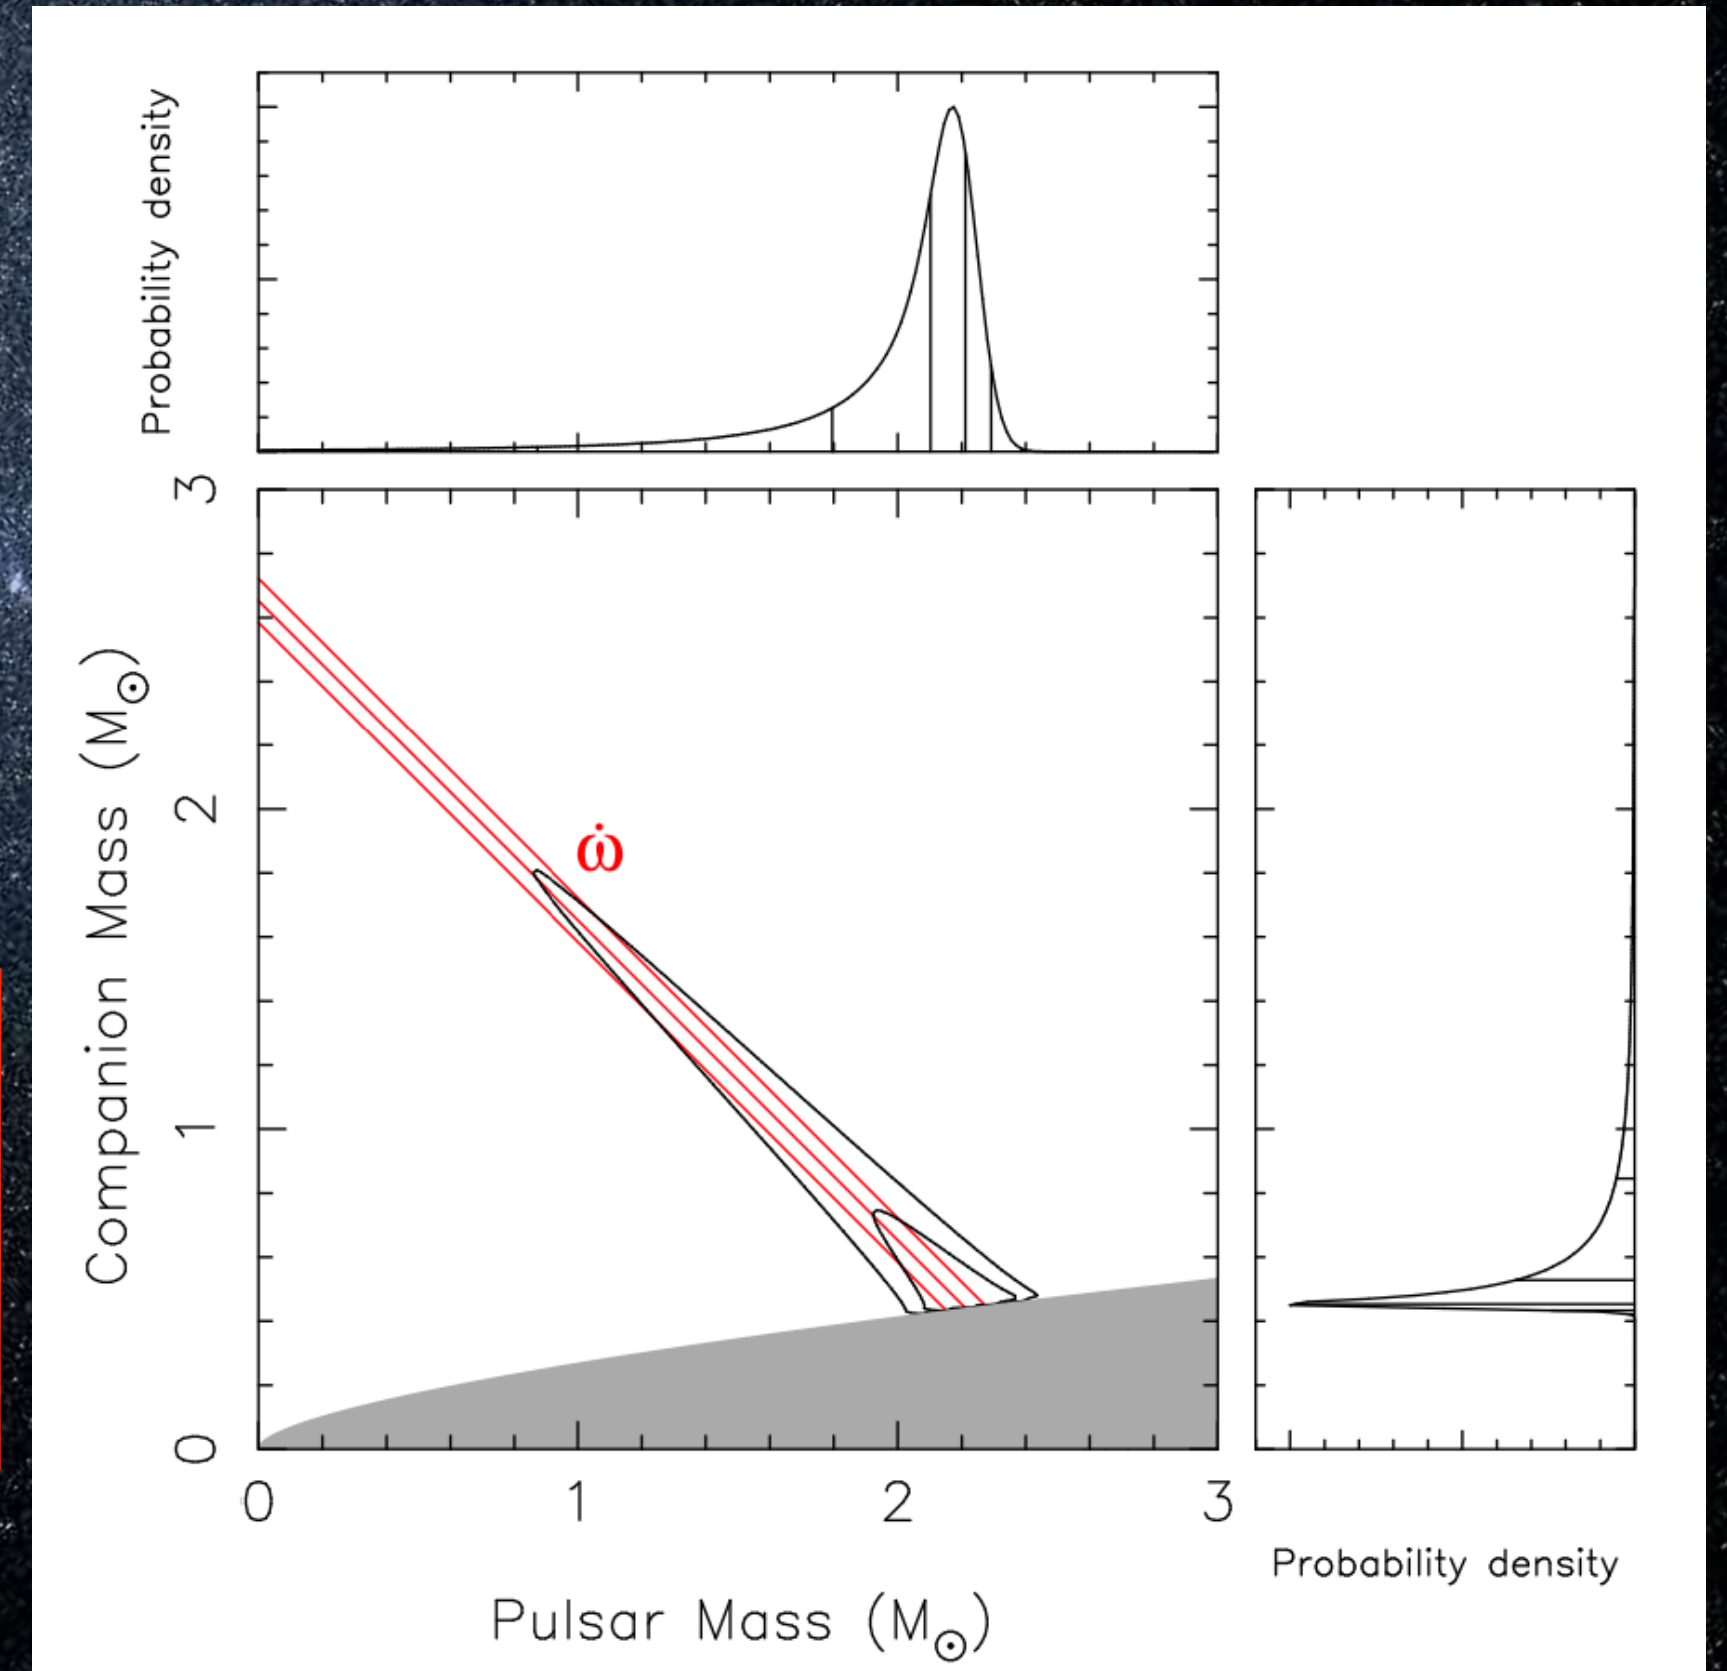 Probability density
3
2
1
0
Companion Mass (M☉)
ω̇
0 1 2 3
Pulsar Mass (M☉)
Probability density